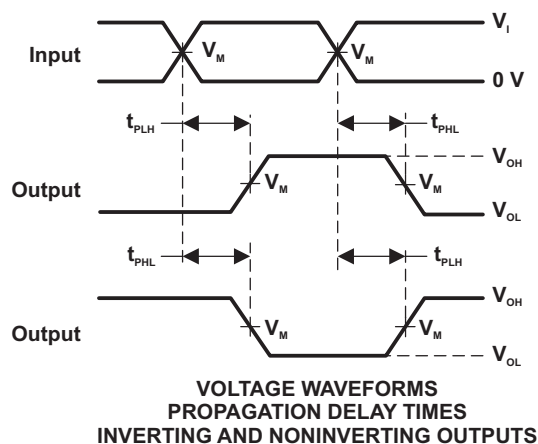 V_I
Input
V_M
V_M
0 V
t_PLH
t_PHL
V_OH
Output
V_M
V_M
V_OL
t_PHL
t_PLH
V_OH
Output
V_M
V_M
V_OL
VOLTAGE WAVEFORMS
PROPAGATION DELAY TIMES
INVERTING AND NONINVERTING OUTPUTS